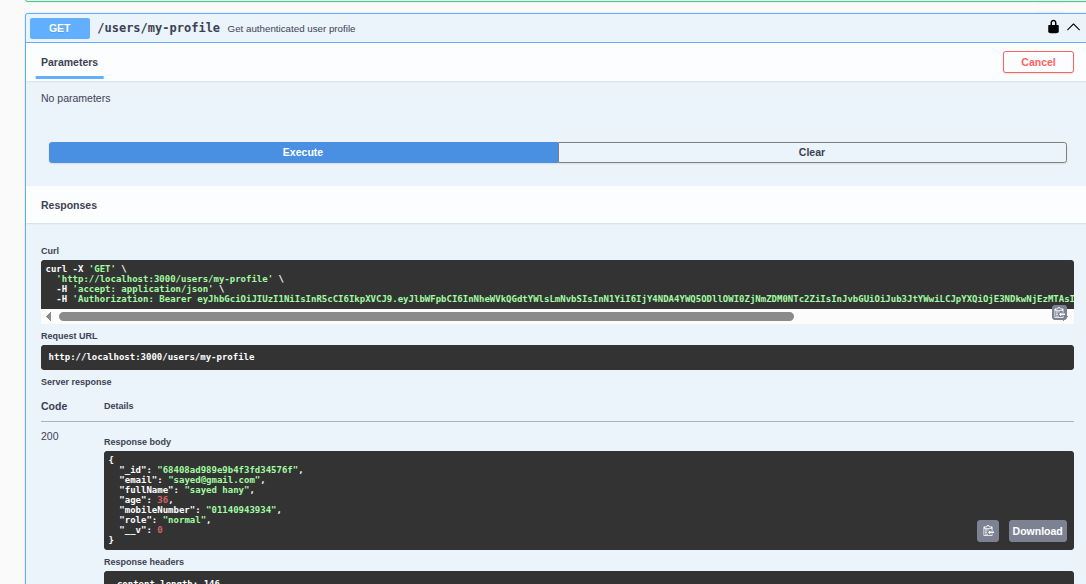 GET /users/my-profile Get authenticated user profile
Parameters
Cancel
No parameters
Execute
Clear
Responses
Curl
curl -X 'GET' \
'http://localhost:3000/users/my-profile' \
-H 'accept: application/json' \
-H 'Authorization: Bearer
Request URL
http://localhost:3000/users/my-profile
Server response
Code Details
200
Response body
{
"_id": "68408ad989e9b4f3fd34576f",
"email": "sayed@gmail.com",
"fullName": "sayed hany",
"age": 36,
"mobileNumber": "01140943934",
"role": "normal",
"__v": 0
}
Download
Response headers
content-length: 146